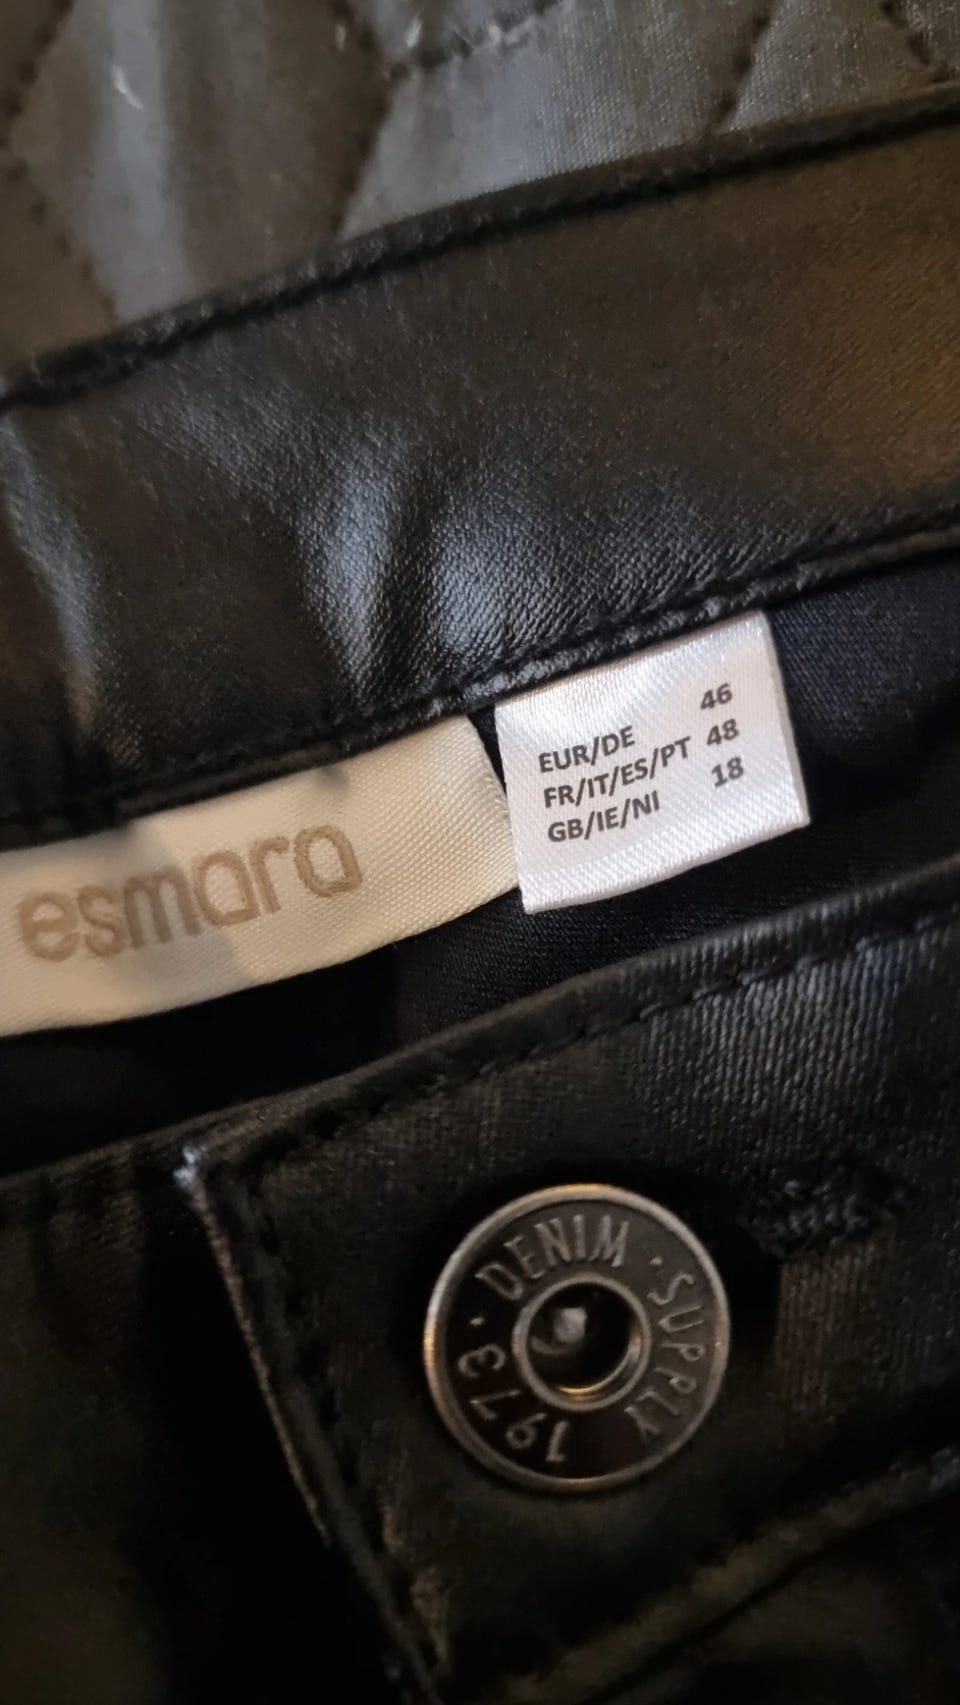 EUR/DE 46
FR/IT/ES/PT 48
GB/IE/NI 18
esmara
DENIM · SUPPLY 1973 ·